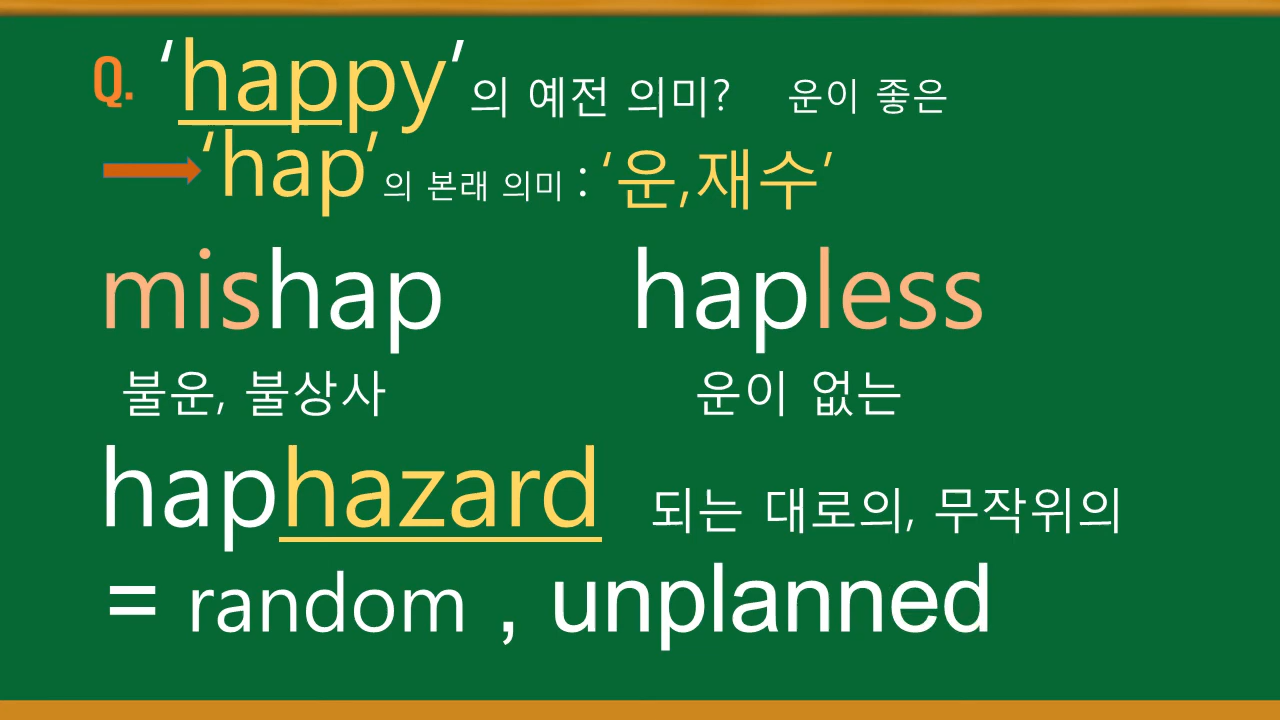 Q. ‘happy’의 예전 의미? 운이 좋은
‘hap’의 본래 의미 : ‘운,재수’
mishap hapless
불운, 불상사 운이 없는
haphazard 되는 대로의, 무작위의
= random , unplanned